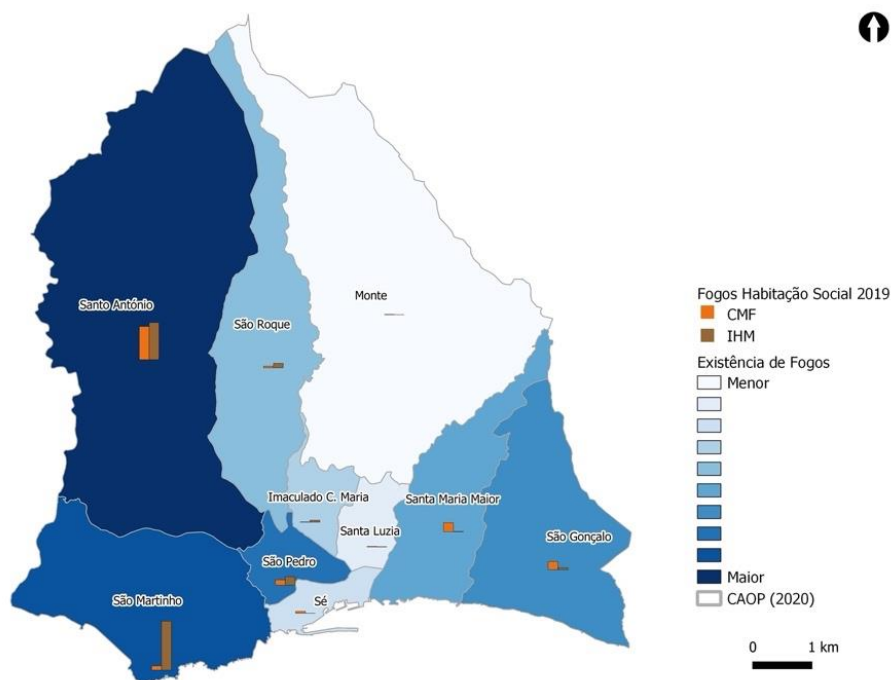 Santo António
São Roque
Monte
Imaculado C. Maria
Santa Luzia
Santa Maria Maior
São Gonçalo
São Pedro
Sé
São Martinho
Fogos Habitação Social 2019
CMF
IHM
Existência de Fogos
Menor
Maior
CAOP (2020)
0 1 km